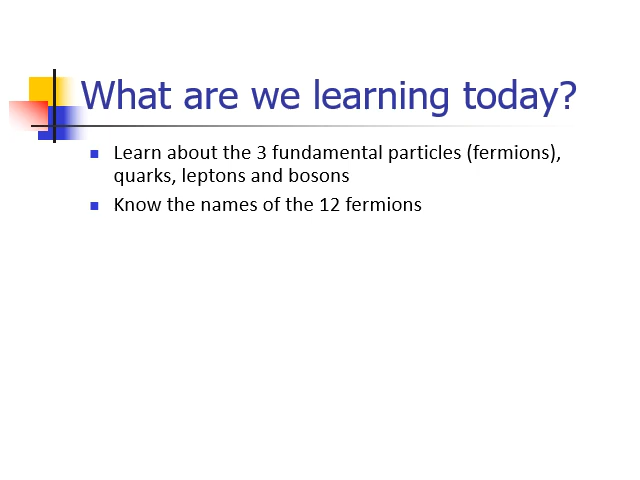 What are we learning today?
Learn about the 3 fundamental particles (fermions),
quarks, leptons and bosons
Know the names of the 12 fermions